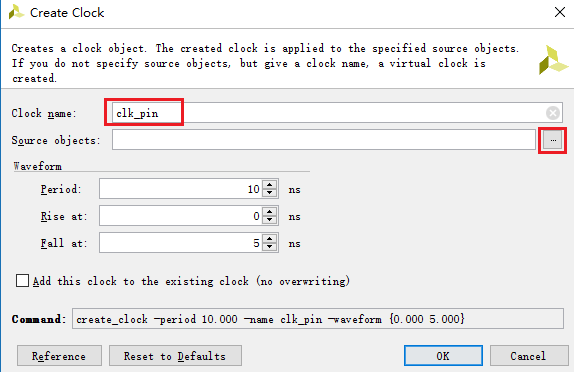 Create Clock
Creates a clock object. The created clock is applied to the specified source objects.
If you do not specify source objects, but give a clock name, a virtual clock is
created.
Clock name: clk_pin
Source objects: ...
Waveform
Period: 10 ns
Rise at: 0 ns
Fall at: 5 ns
Add this clock to the existing clock (no overwriting)
Command: create_clock -period 10.000 -name clk_pin -waveform {0.000 5.000}
Reference Reset to Defaults OK Cancel